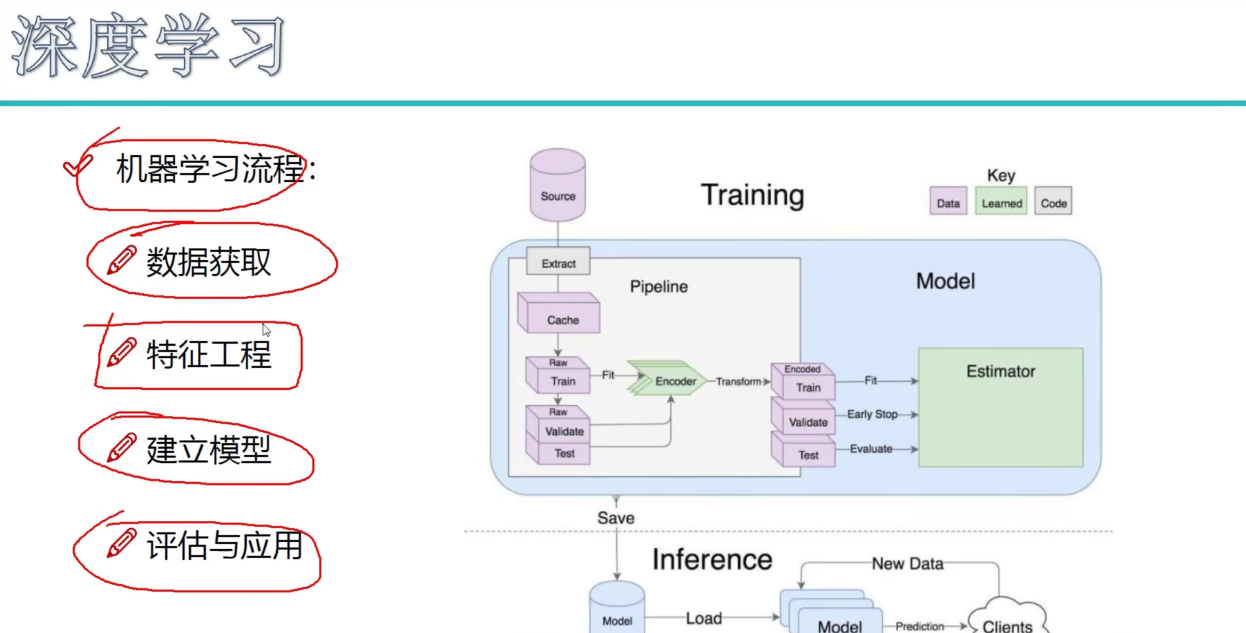 深度学习
机器学习流程:
数据获取
特征工程
建立模型
评估与应用
Source
Training
Key
Data
Learned
Code
Extract
Pipeline
Model
Cache
Raw
Train
Fit
Encoder
Transform
Encoded
Train
Fit
Estimator
Raw
Validate
Test
Validate
Early Stop
Test
Evaluate
Save
Inference
New Data
Model
Load
Model
Prediction
Clients